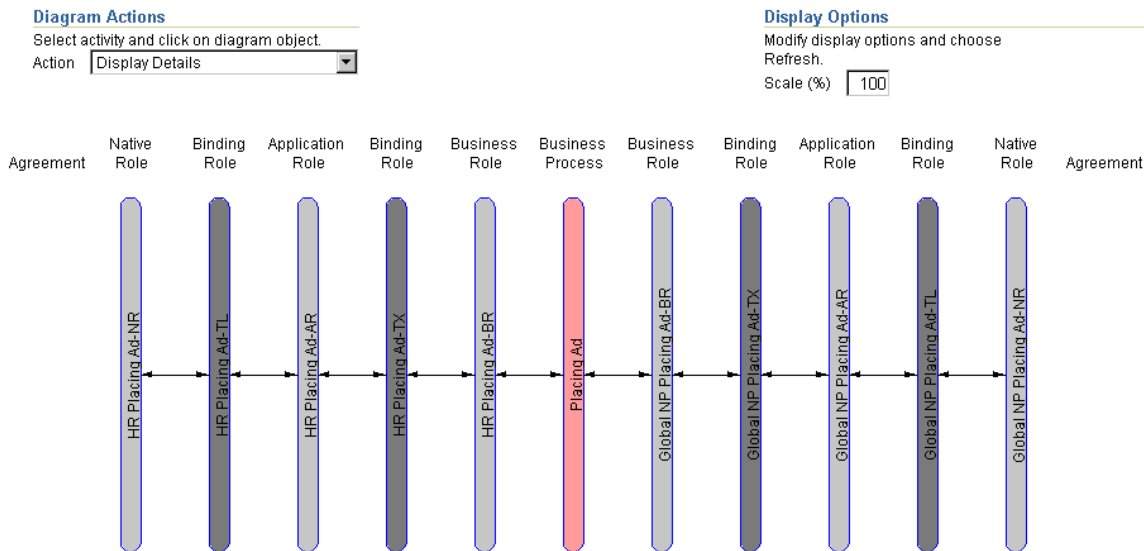 Diagram Actions
Select activity and click on diagram object.
Action Display Details
Display Options
Modify display options and choose
Refresh.
Scale (%) 100
Agreement
Native
Role
Binding
Role
Application
Role
Binding
Role
Business
Role
Business
Process
Business
Role
Binding
Role
Application
Role
Binding
Role
Native
Role
Agreement
HR Placing Ad-NR
HR Placing Ad-TL
HR Placing Ad-AR
HR Placing Ad-TX
HR Placing Ad-BR
Placing Ad
Global NP Placing Ad-BR
Global NP Placing Ad-TX
Global NP Placing Ad-AR
Global NP Placing Ad-TL
Global NP Placing Ad-NR